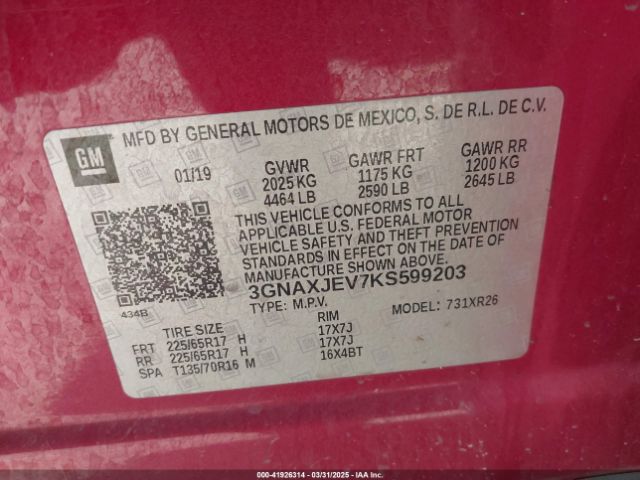 MFD BY GENERAL MOTORS DE MEXICO, S. DE R.L. DE C.V.
GM
01/19 GVWR GAWR FRT GAWR RR
2025 KG 1175 KG 1200 KG
4464 LB 2590 LB 2645 LB
THIS VEHICLE CONFORMS TO ALL
APPLICABLE U.S. FEDERAL MOTOR
VEHICLE SAFETY AND THEFT PREVENTION
STANDARDS IN EFFECT ON THE DATE OF
MANUFACTURE SHOWN ABOVE.
3GNAXJEV7KS599203
434B TYPE: M.P.V. MODEL: 731XR26
TIRE SIZE RIM
FRT 225/65R17 H 17X7J
RR 225/65R17 H 17X7J
SPA T135/70R16 M 16X4BT
000-41926314 - 03/31/2025 - IAA, Inc.